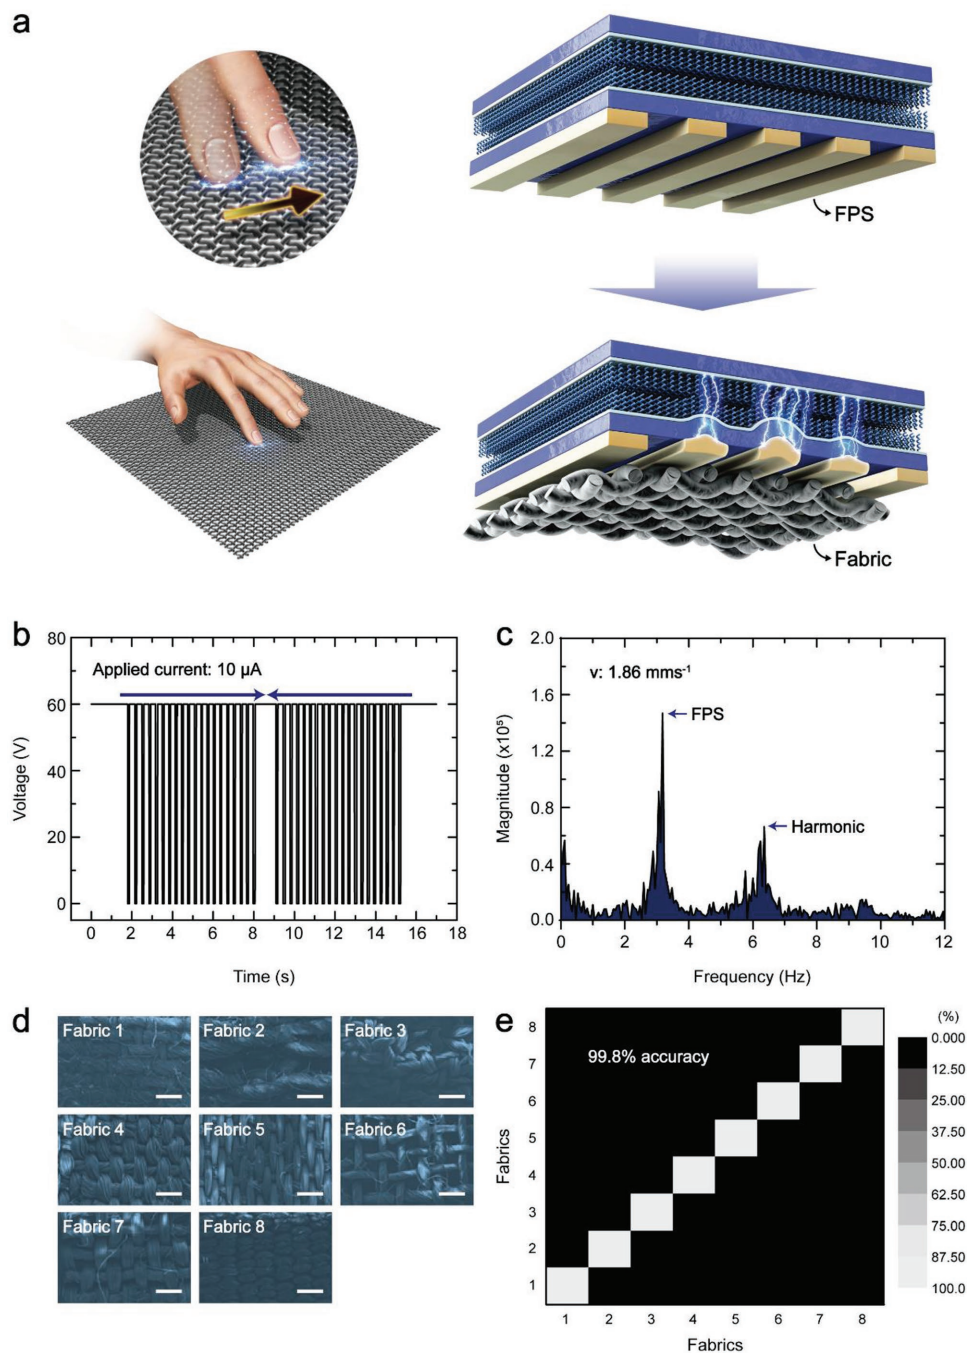 a
FPS
Fabric
b
80
60
40
20
0
Voltage (V)
Applied current: 10 µA
0 2 4 6 8 10 12 14 16 18
Time (s)
c
2.0
1.6
1.2
0.8
0.4
0.0
Magnitude (x10⁵)
v: 1.86 mms⁻¹
FPS
Harmonic
0 2 4 6 8 10 12
Frequency (Hz)
d
Fabric 1 Fabric 2 Fabric 3
Fabric 4 Fabric 5 Fabric 6
Fabric 7 Fabric 8
e
99.8% accuracy
8
7
6
5
4
3
2
1
Fabrics
1 2 3 4 5 6 7 8
Fabrics
(%)
0.000
12.50
25.00
37.50
50.00
62.50
75.00
87.50
100.0